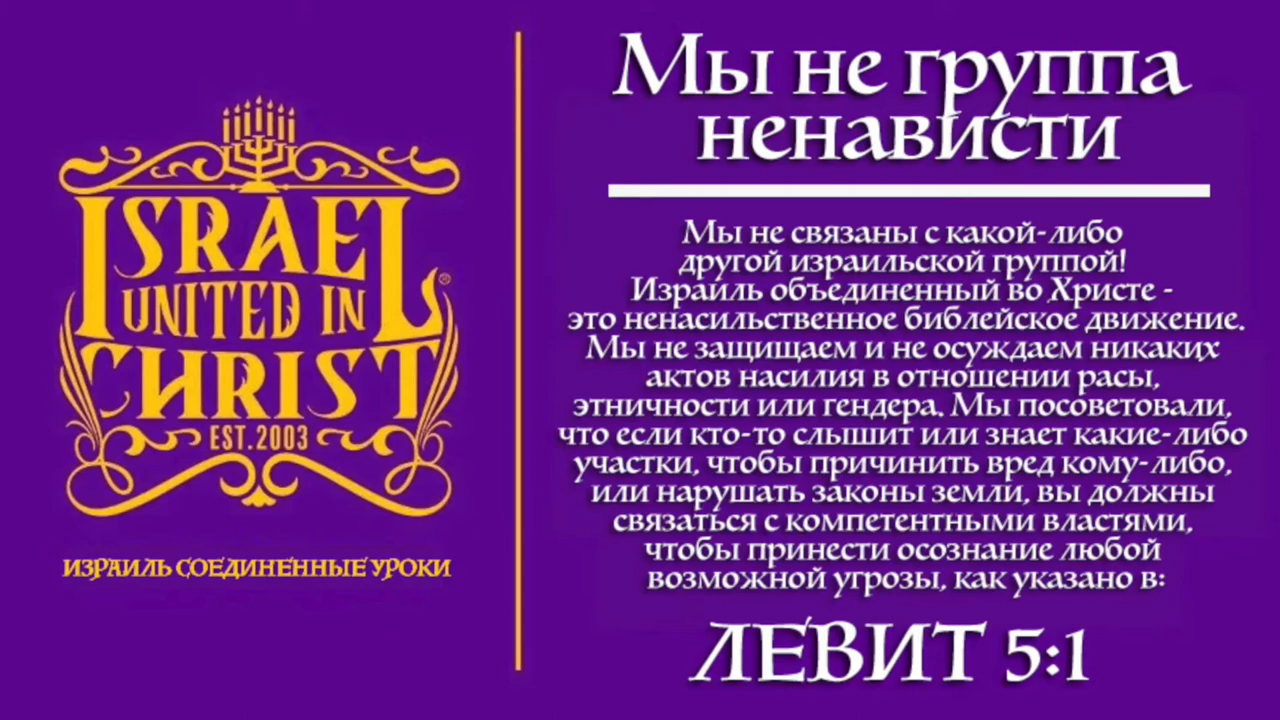 ISRAEL
UNITED IN
CHRIST
EST. 2003
®
ИЗРАИЛЬ СОЕДИНЕННЫЕ УРОКИ
Мы не группа
ненависти
Мы не связаны с какой-либо
другой израильской группой!
Израиль объединенный во Христе -
это ненасильственное библейское движение.
Мы не защищаем и не осуждаем никаких
актов насилия в отношении расы,
этничности или гендера. Мы посоветовали,
что если кто-то слышит или знает какие-либо
участки, чтобы причинить вред кому-либо,
или нарушать законы земли, вы должны
связаться с компетентными властями,
чтобы принести осознание любой
возможной угрозы, как указано в:
ЛЕВИТ 5:1